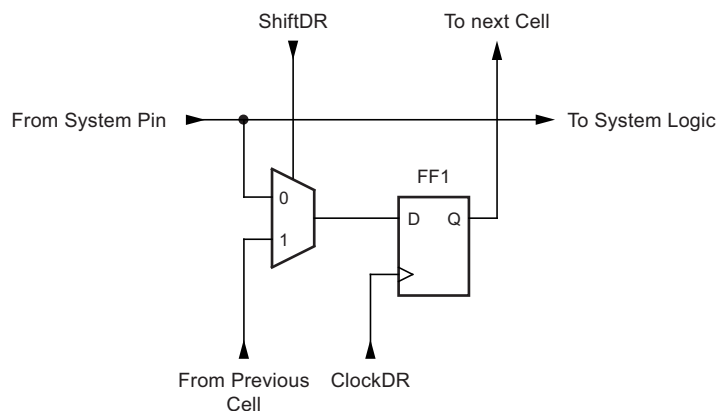 ShiftDR
To next Cell
From System Pin
To System Logic
FF1
0
D Q
1
From Previous
Cell
ClockDR